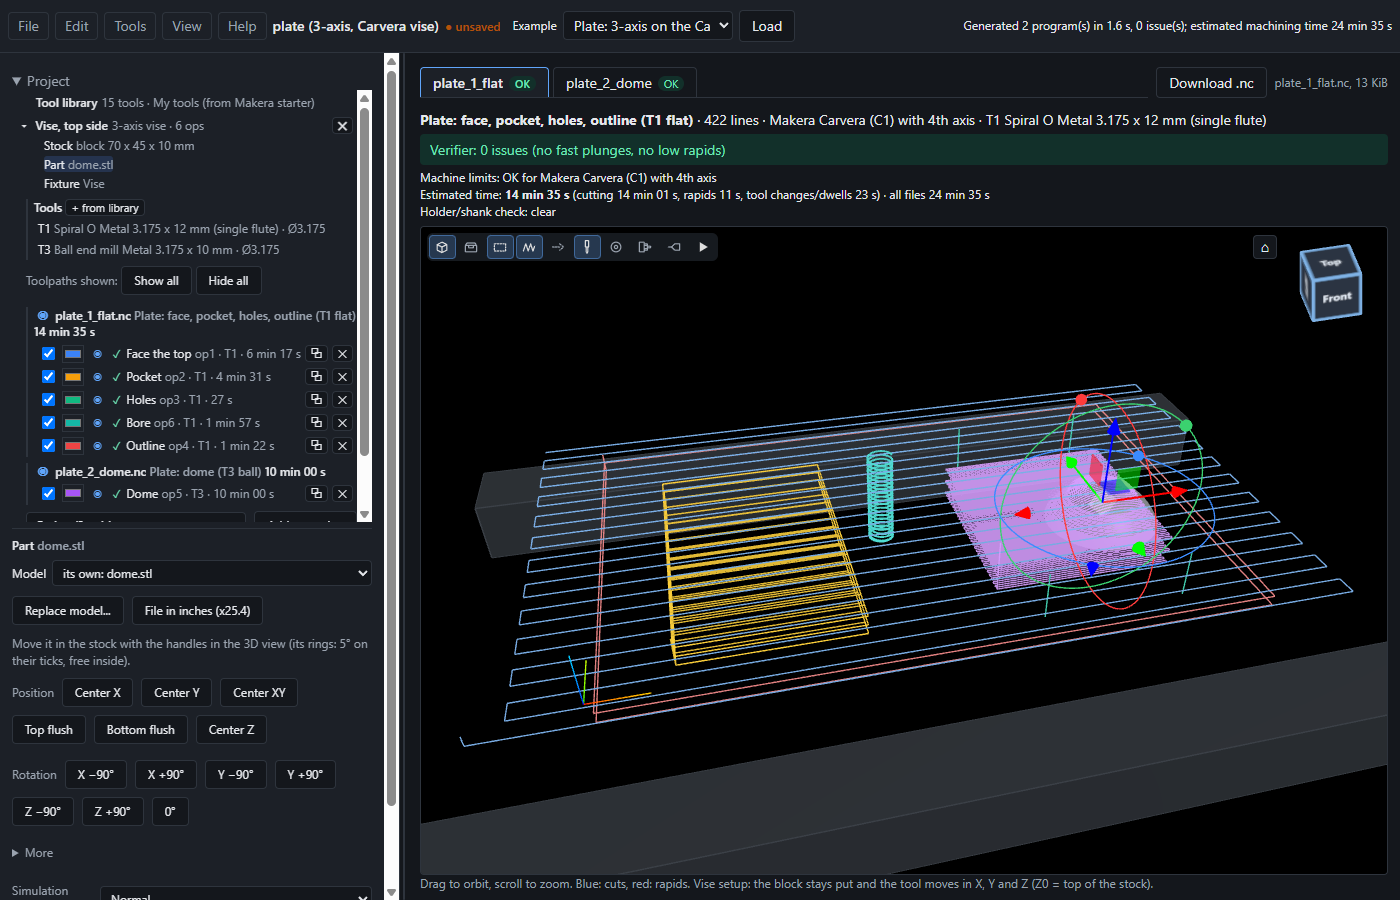 File Edit Tools View Help plate (3-axis, Carvera vise) • unsaved Example Plate: 3-axis on the Ca Load Generated 2 program(s) in 1.6 s, 0 issue(s); estimated machining time 24 min 35 s
▼ Project
Tool library 15 tools · My tools (from Makera starter)
Vise, top side 3-axis vise · 6 ops
Stock block 70 x 45 x 10 mm
Part dome.stl
Fixture Vise
Tools + from library
T1 Spiral O Metal 3.175 x 12 mm (single flute) · Ø3.175
T3 Ball end mill Metal 3.175 x 10 mm · Ø3.175
Toolpaths shown: Show all Hide all
plate_1_flat.nc Plate: face, pocket, holes, outline (T1 flat)
14 min 35 s
✓ Face the top op1 · T1 · 6 min 17 s
✓ Pocket op2 · T1 · 4 min 31 s
✓ Holes op3 · T1 · 27 s
✓ Bore op6 · T1 · 1 min 57 s
✓ Outline op4 · T1 · 1 min 22 s
plate_2_dome.nc Plate: dome (T3 ball) 10 min 00 s
✓ Dome op5 · T3 · 10 min 00 s
Part dome.stl
Model its own: dome.stl
Replace model... File in inches (x25.4)
Move it in the stock with the handles in the 3D view (its rings: 5° on
their ticks, free inside).
Position Center X Center Y Center XY
Top flush Bottom flush Center Z
Rotation X −90° X +90° Y −90° Y +90°
Z −90° Z +90° 0°
▶ More
Simulation Normal
plate_1_flat OK plate_2_dome OK Download .nc plate_1_flat.nc, 13 KiB
Plate: face, pocket, holes, outline (T1 flat) · 422 lines · Makera Carvera (C1) with 4th axis · T1 Spiral O Metal 3.175 x 12 mm (single flute)
Verifier: 0 issues (no fast plunges, no low rapids)
Machine limits: OK for Makera Carvera (C1) with 4th axis
Estimated time: 14 min 35 s (cutting 14 min 01 s, rapids 11 s, tool changes/dwells 23 s) · all files 24 min 35 s
Holder/shank check: clear
Top
Front
Drag to orbit, scroll to zoom. Blue: cuts, red: rapids. Vise setup: the block stays put and the tool moves in X, Y and Z (Z0 = top of the stock).